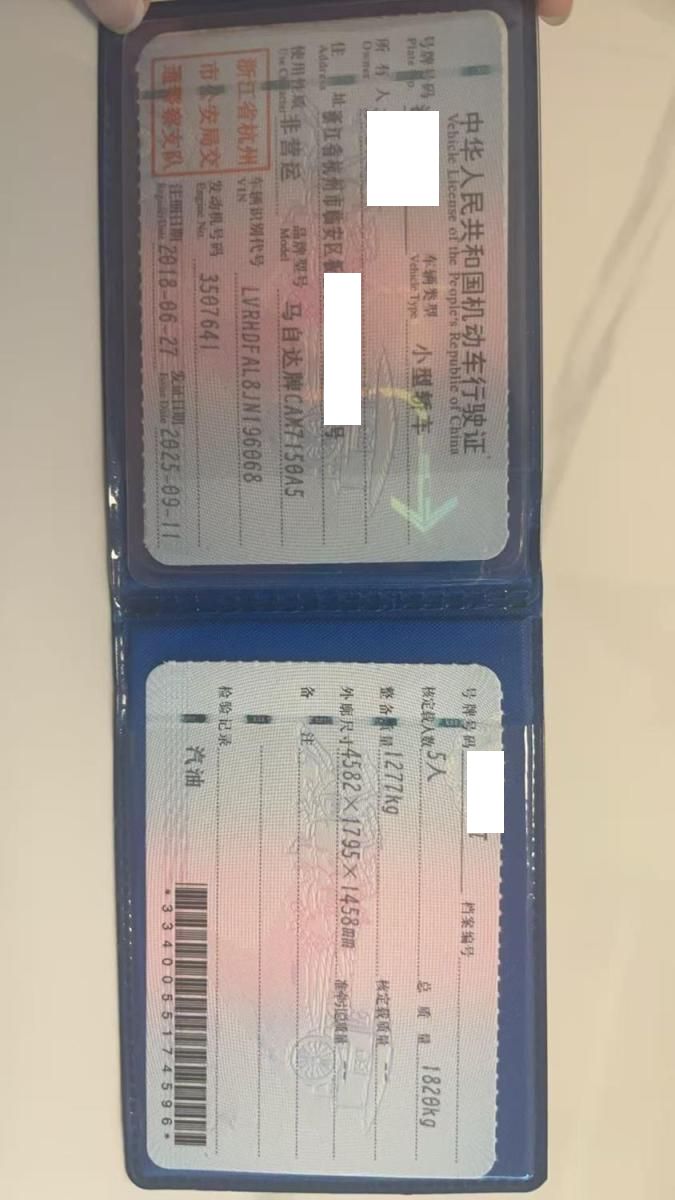 中华人民共和国机动车行驶证
Vehicle License of the People's Republic of China
号牌号码 车辆类型 小型轿车
Plate No. Vehicle Type
所有人
Owner
住 址 浙江省杭州市临安区 号
Address
使用性质 非营运 品牌型号 马自达牌CAM7150A5
Use Character Model
浙江省杭州市公安局交通警察支队
车辆识别代号 LVRHDFAL8JN196068
VIN
发动机号码 3507641
Engine No.
注册日期 2018-06-27 发证日期 2025-09-11
Register Date Issue Date
号牌号码 档案编号
核定载人数 5人 总质量 1820kg
整备质量 1277kg 核定载质量 --
外廓尺寸 4582×1795×1458mm 准牵引总质量 --
备 注
检验记录
汽油
*3340055174596*